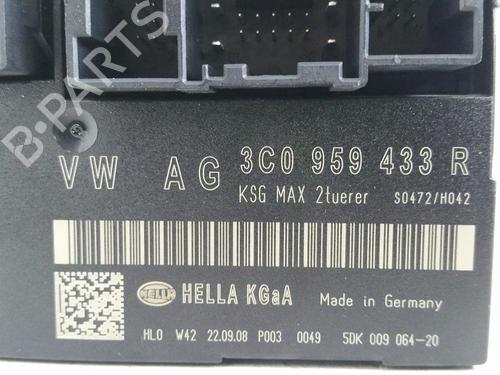 B-PARTS
VW AG 3C0 959 433 R
KSG MAX 2tuerer S0472/H042
HELLA HELLA KGaA Made in Germany
HLO W42 22.09.08 P003 0049 5DK 009 064-20